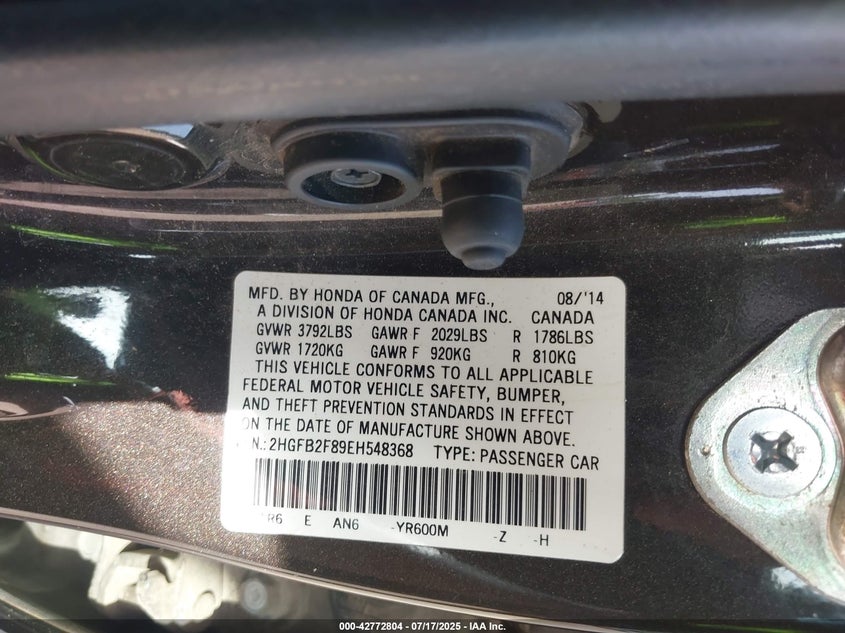 MFD. BY HONDA OF CANADA MFG., 08/'14
A DIVISION OF HONDA CANADA INC. CANADA
GVWR 3792LBS GAWR F 2029LBS R 1786LBS
GVWR 1720KG GAWR F 920KG R 810KG
THIS VEHICLE CONFORMS TO ALL APPLICABLE
FEDERAL MOTOR VEHICLE SAFETY, BUMPER,
AND THEFT PREVENTION STANDARDS IN EFFECT
ON THE DATE OF MANUFACTURE SHOWN ABOVE.
N.: 2HGFB2F89EH548368 TYPE: PASSENGER CAR
R6 E AN6 -YR600M -Z -H
000-42772804 | 07/17/2025 - IAA Inc.